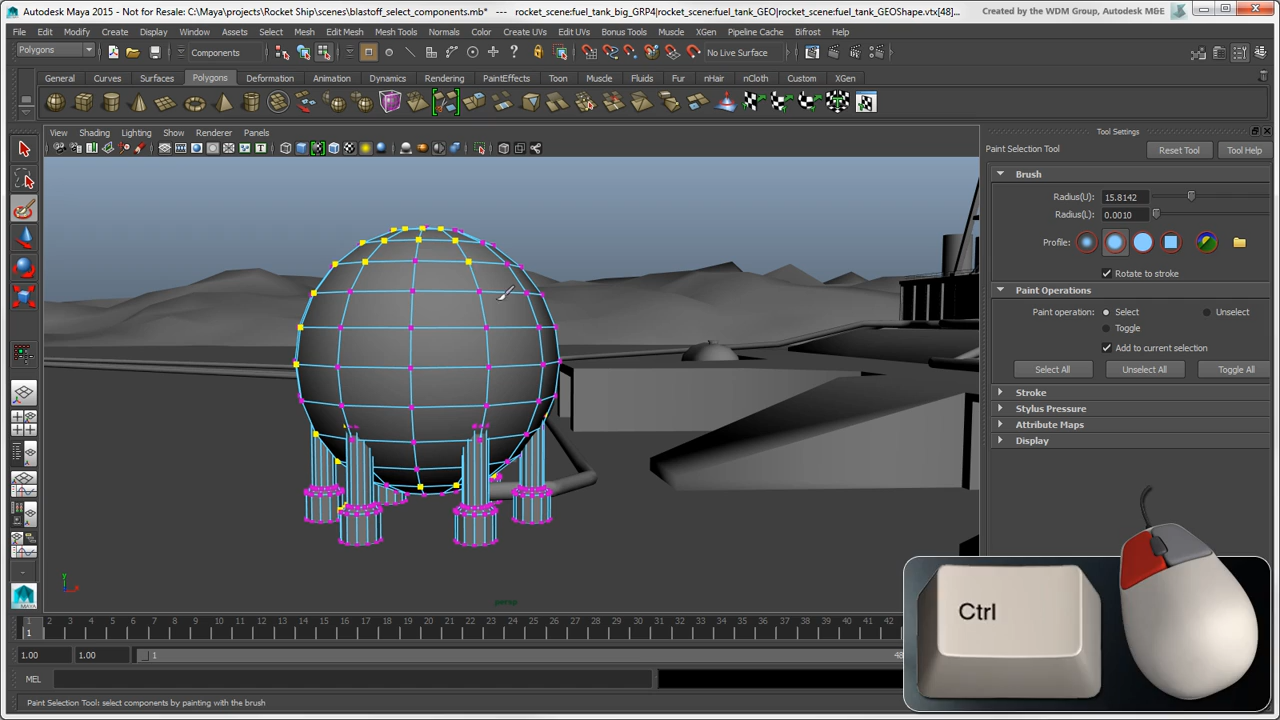 Autodesk Maya 2015 - Not for Resale: C:\Maya\projects\Rocket Ship\scenes\blastoff_select_components.mb* --- rocket_scene:fuel_tank_big_GRP4|rocket_scene:fuel_tank_GEO|rocket_scene:fuel_tank_GEOShape.vtx[49]...
Created by the WDM Group, Autodesk M&E
File Edit Modify Create Display Window Assets Select Mesh Edit Mesh Mesh Tools Normals Color Create UVs Edit UVs Bonus Tools Muscle XGen Pipeline Cache Bifrost Help
Polygons Components No Live Surface
General Curves Surfaces Polygons Deformation Animation Dynamics Rendering PaintEffects Toon Muscle Fluids Fur nHair nCloth Custom XGen
View Shading Lighting Show Renderer Panels
Tool Settings
Paint Selection Tool Reset Tool Tool Help
Brush
Radius(U): 15.8142
Radius(L): 0.0010
Profile:
Rotate to stroke
Paint Operations
Paint operation: Select Unselect
Toggle
Add to current selection
Select All Unselect All Toggle All
Stroke
Stylus Pressure
Attribute Maps
Display
Ctrl
y
persp
MAYA
1 2 3 4 5 6 7 8 9 10 11 12 13 14 15 16 17 18 19 20 21 22 23 24 25 26 27 28 29 30 31 32 33 34 35 36 37 38 39 40 41 42
1
1.00 1.00 1 48
MEL
Paint Selection Tool: select components by painting with the brush